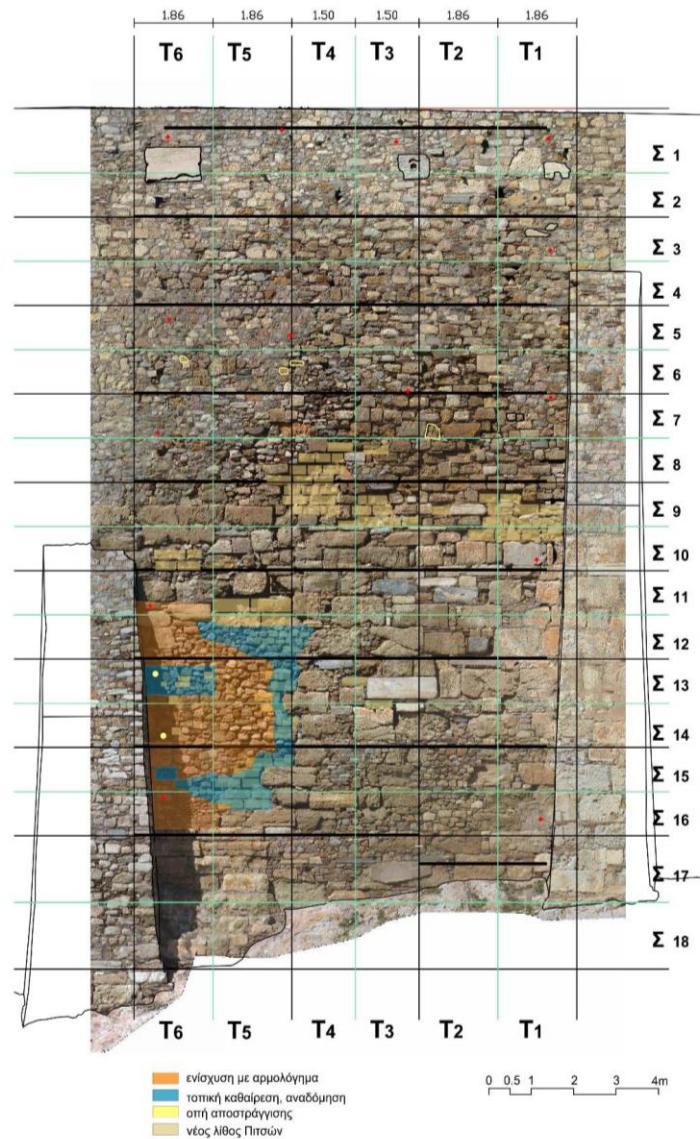 1.86 1.86 1.50 1.50 1.86 1.86
T6 T5 T4 T3 T2 T1
Σ 1
Σ 2
Σ 3
Σ 4
Σ 5
Σ 6
Σ 7
Σ 8
Σ 9
Σ 10
Σ 11
Σ 12
Σ 13
Σ 14
Σ 15
Σ 16
Σ 17
Σ 18
T6 T5 T4 T3 T2 T1
ενίσχυση με αρμολόγημα
τοπική καθαίρεση, αναδόμηση
οπή αποστράγγισης
νέος λίθος Πιτσών
0 0.5 1 2 3 4m